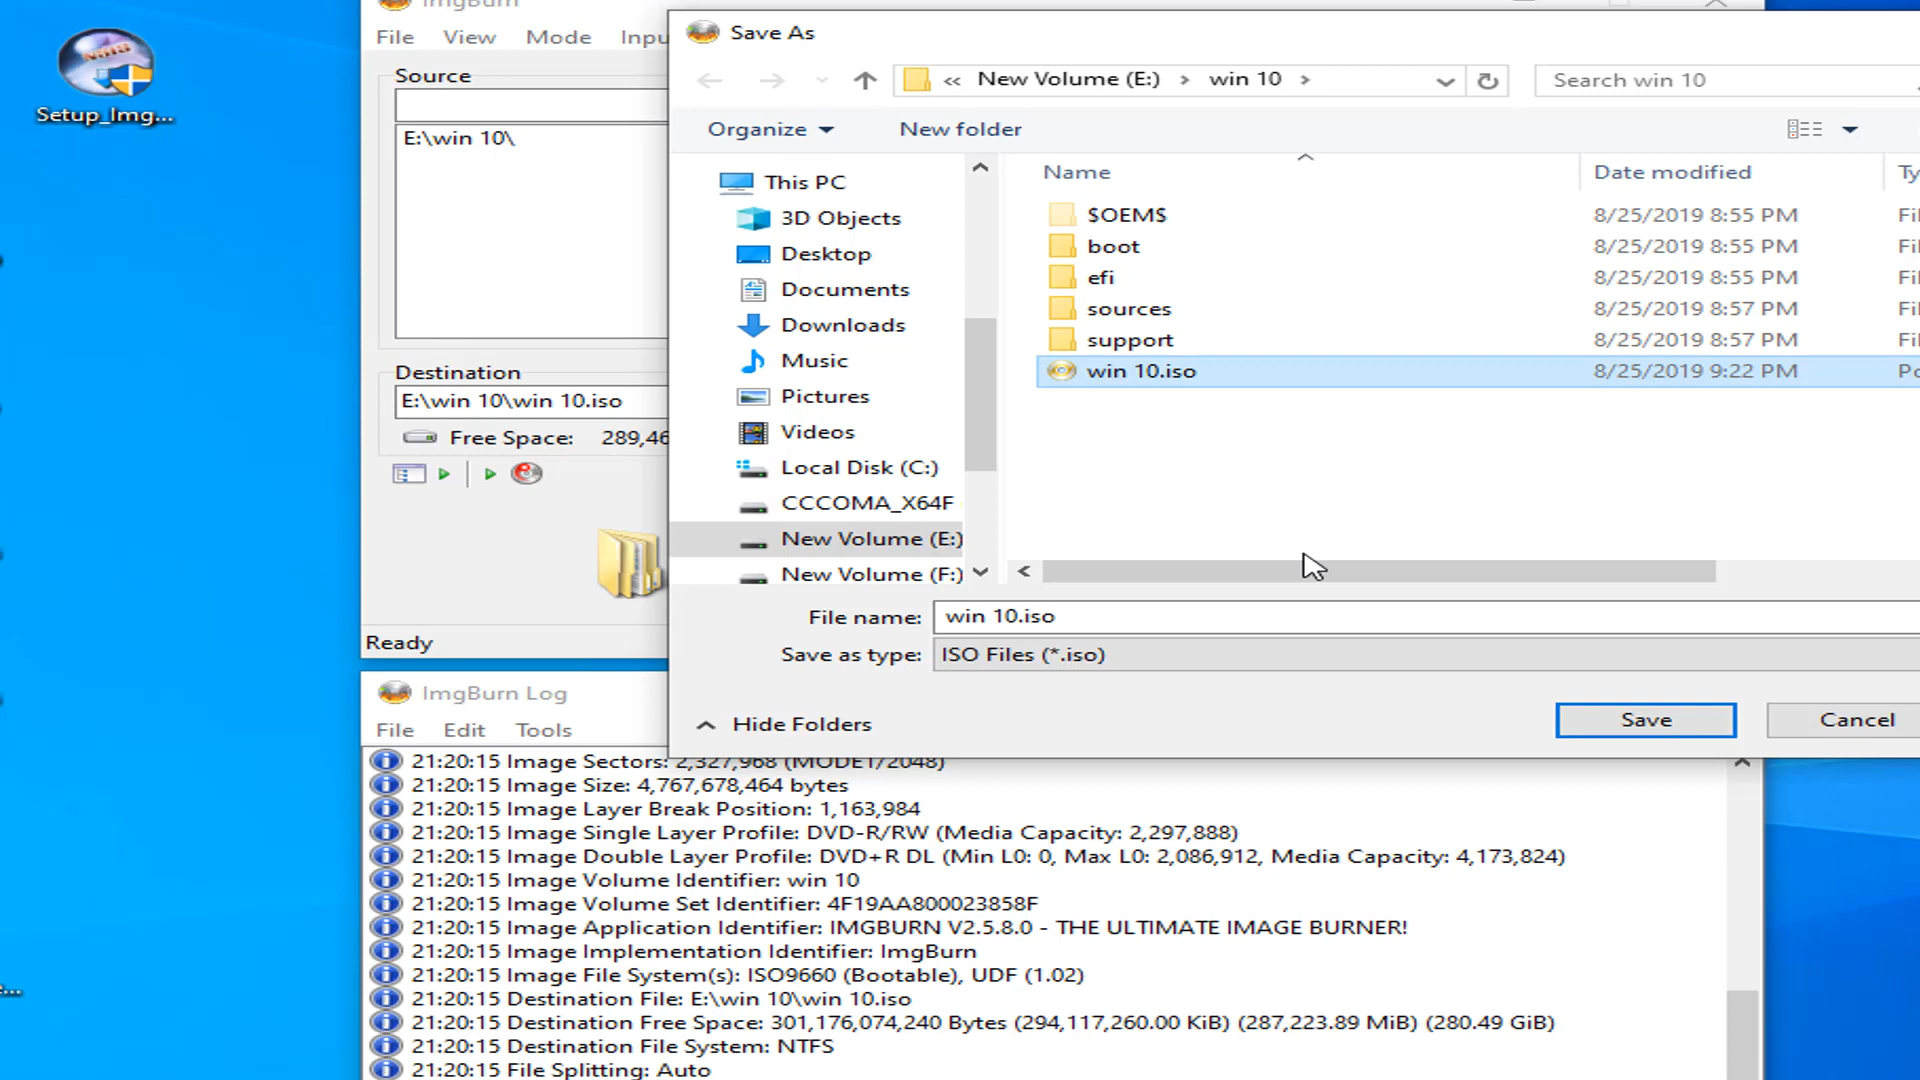 Setup_Img...
ImgBurn
File View Mode
Source
E:\win 10\
Destination
E:\win 10\win 10.iso
Free Space:
Ready
Save As
« New Volume (E:) > win 10 >
Search win 10
Organize
New folder
This PC
3D Objects
Desktop
Documents
Downloads
Music
Pictures
Videos
Local Disk (C:)
CCCOMA_X64F
New Volume (E:)
New Volume (F:)
Name Date modified
$OEM$ 8/25/2019 8:55 PM
boot 8/25/2019 8:55 PM
efi 8/25/2019 8:55 PM
sources 8/25/2019 8:57 PM
support 8/25/2019 8:57 PM
win 10.iso 8/25/2019 9:22 PM
File name: win 10.iso
Save as type: ISO Files (*.iso)
Hide Folders
Save Cancel
ImgBurn Log
File Edit Tools
21:20:15 Image Sectors: 2,327,968 (MODE1/2048)
21:20:15 Image Size: 4,767,678,464 bytes
21:20:15 Image Layer Break Position: 1,163,984
21:20:15 Image Single Layer Profile: DVD-R/RW (Media Capacity: 2,297,888)
21:20:15 Image Double Layer Profile: DVD+R DL (Min L0: 0, Max L0: 2,086,912, Media Capacity: 4,173,824)
21:20:15 Image Volume Identifier: win 10
21:20:15 Image Volume Set Identifier: 4F19AA800023858F
21:20:15 Image Application Identifier: IMGBURN V2.5.8.0 - THE ULTIMATE IMAGE BURNER!
21:20:15 Image Implementation Identifier: ImgBurn
21:20:15 Image File System(s): ISO9660 (Bootable), UDF (1.02)
21:20:15 Destination File: E:\win 10\win 10.iso
21:20:15 Destination Free Space: 301,176,074,240 Bytes (294,117,260.00 KiB) (287,223.89 MiB) (280.49 GiB)
21:20:15 Destination File System: NTFS
21:20:15 File Splitting: Auto